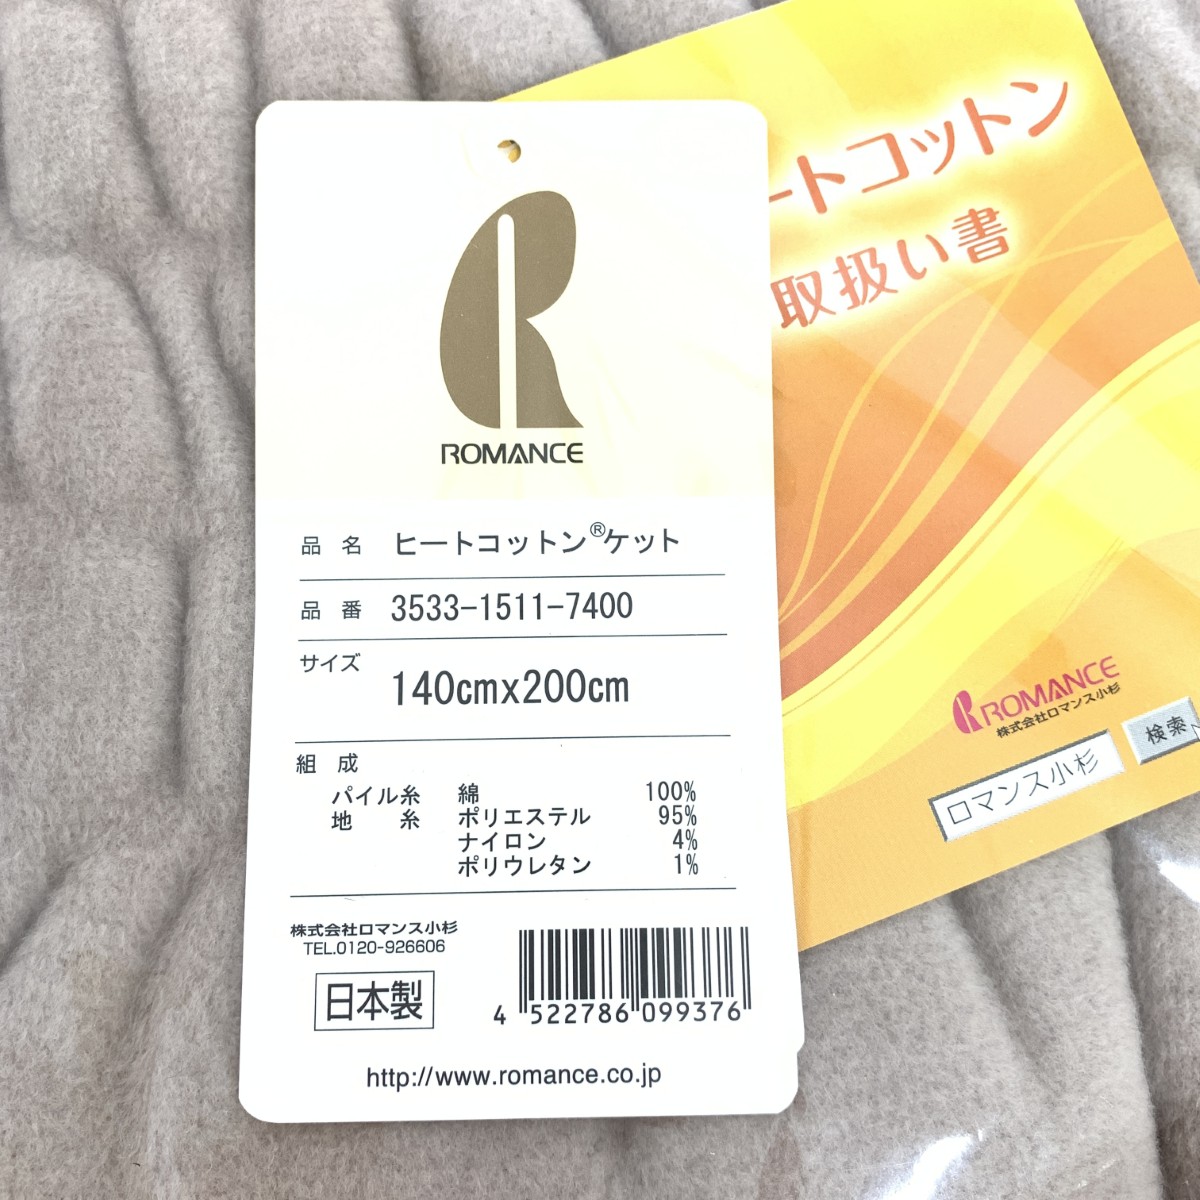 ROMANCE
品名 ヒートコットン®ケット
品番 3533-1511-7400
サイズ 140cm×200cm
組成
パイル糸 綿 100%
地糸 ポリエステル 95%
ナイロン 4%
ポリウレタン 1%
株式会社ロマンス小杉
TEL.0120-926606
日本製
4 522786 099376
http://www.romance.co.jp
ートコットン
取扱い書
ROMANCE
株式会社ロマンス小杉
ロマンス小杉 検索